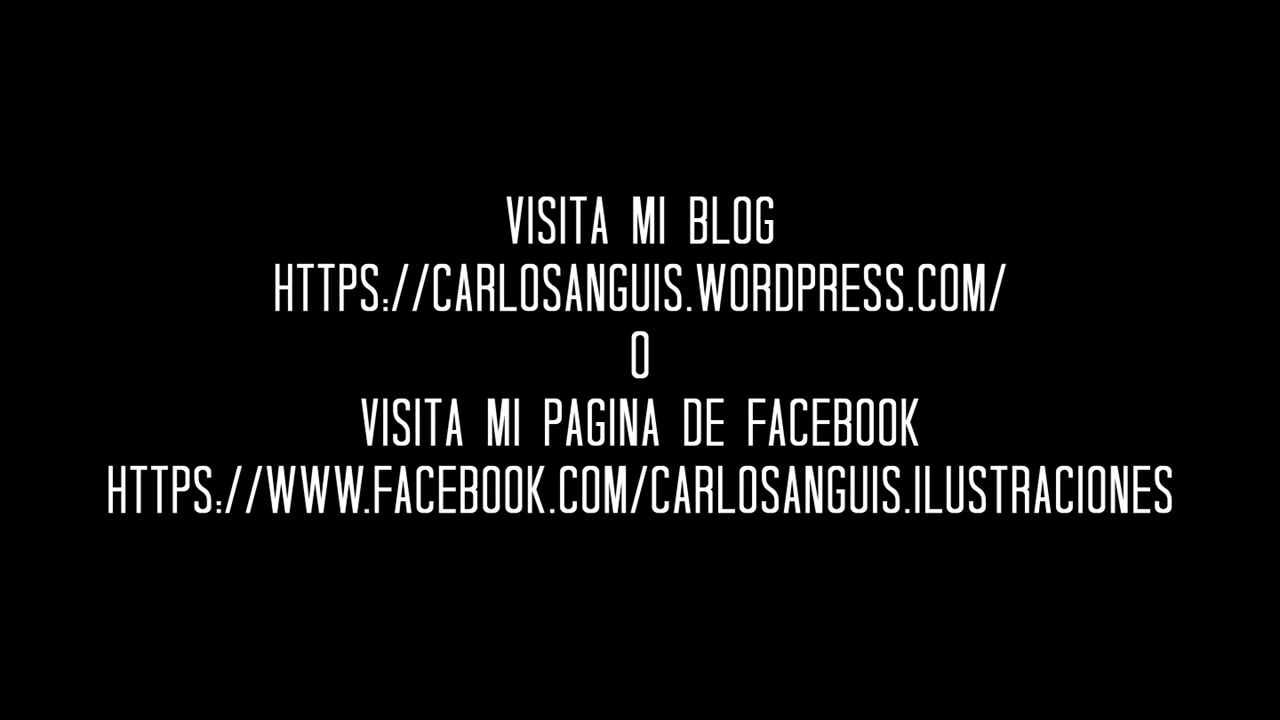 VISITA MI BLOG
HTTPS://CARLOSANGUIS.WORDPRESS.COM/
O
VISITA MI PAGINA DE FACEBOOK
HTTPS://WWW.FACEBOOK.COM/CARLOSANGUIS.ILUSTRACIONES